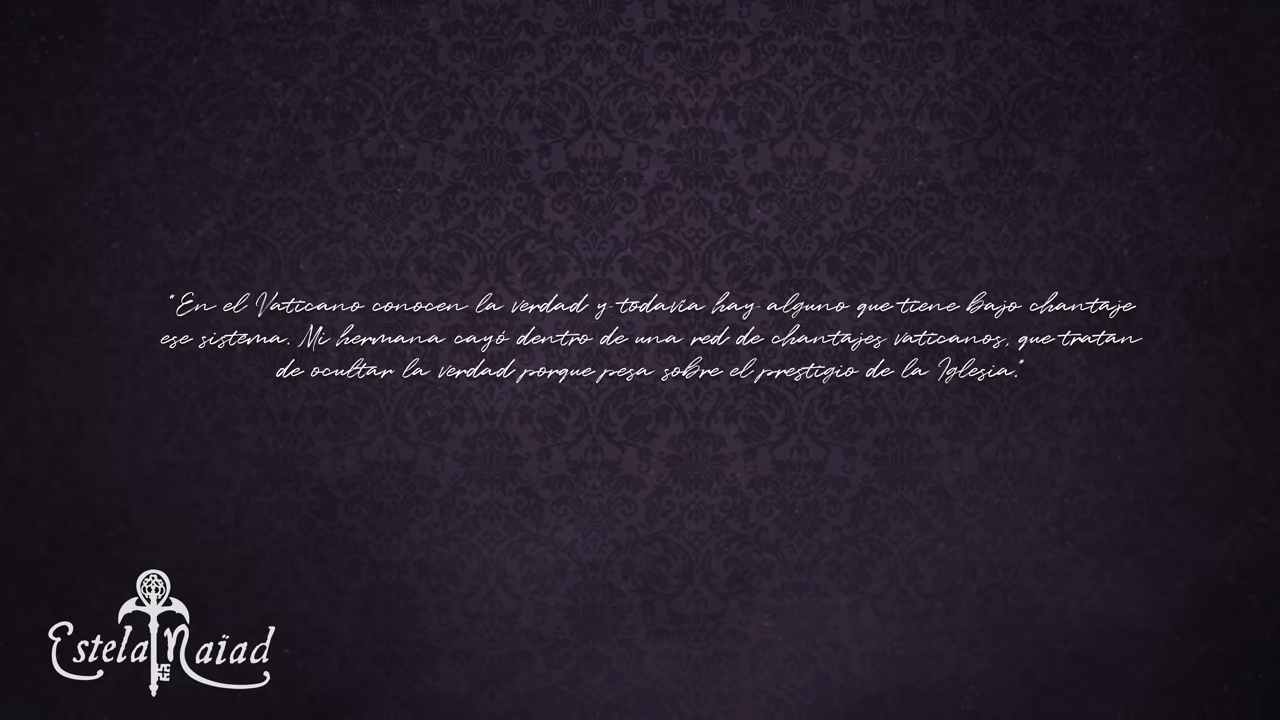 “En el Vaticano conocen la verdad y todavía hay alguno que tiene bajo chantaje
ese sistema. Mi hermana cayó dentro de una red de chantajes vaticanos, que tratan
de ocultar la verdad porque pesa sobre el prestigio de la Iglesia.”
Estela Naïad